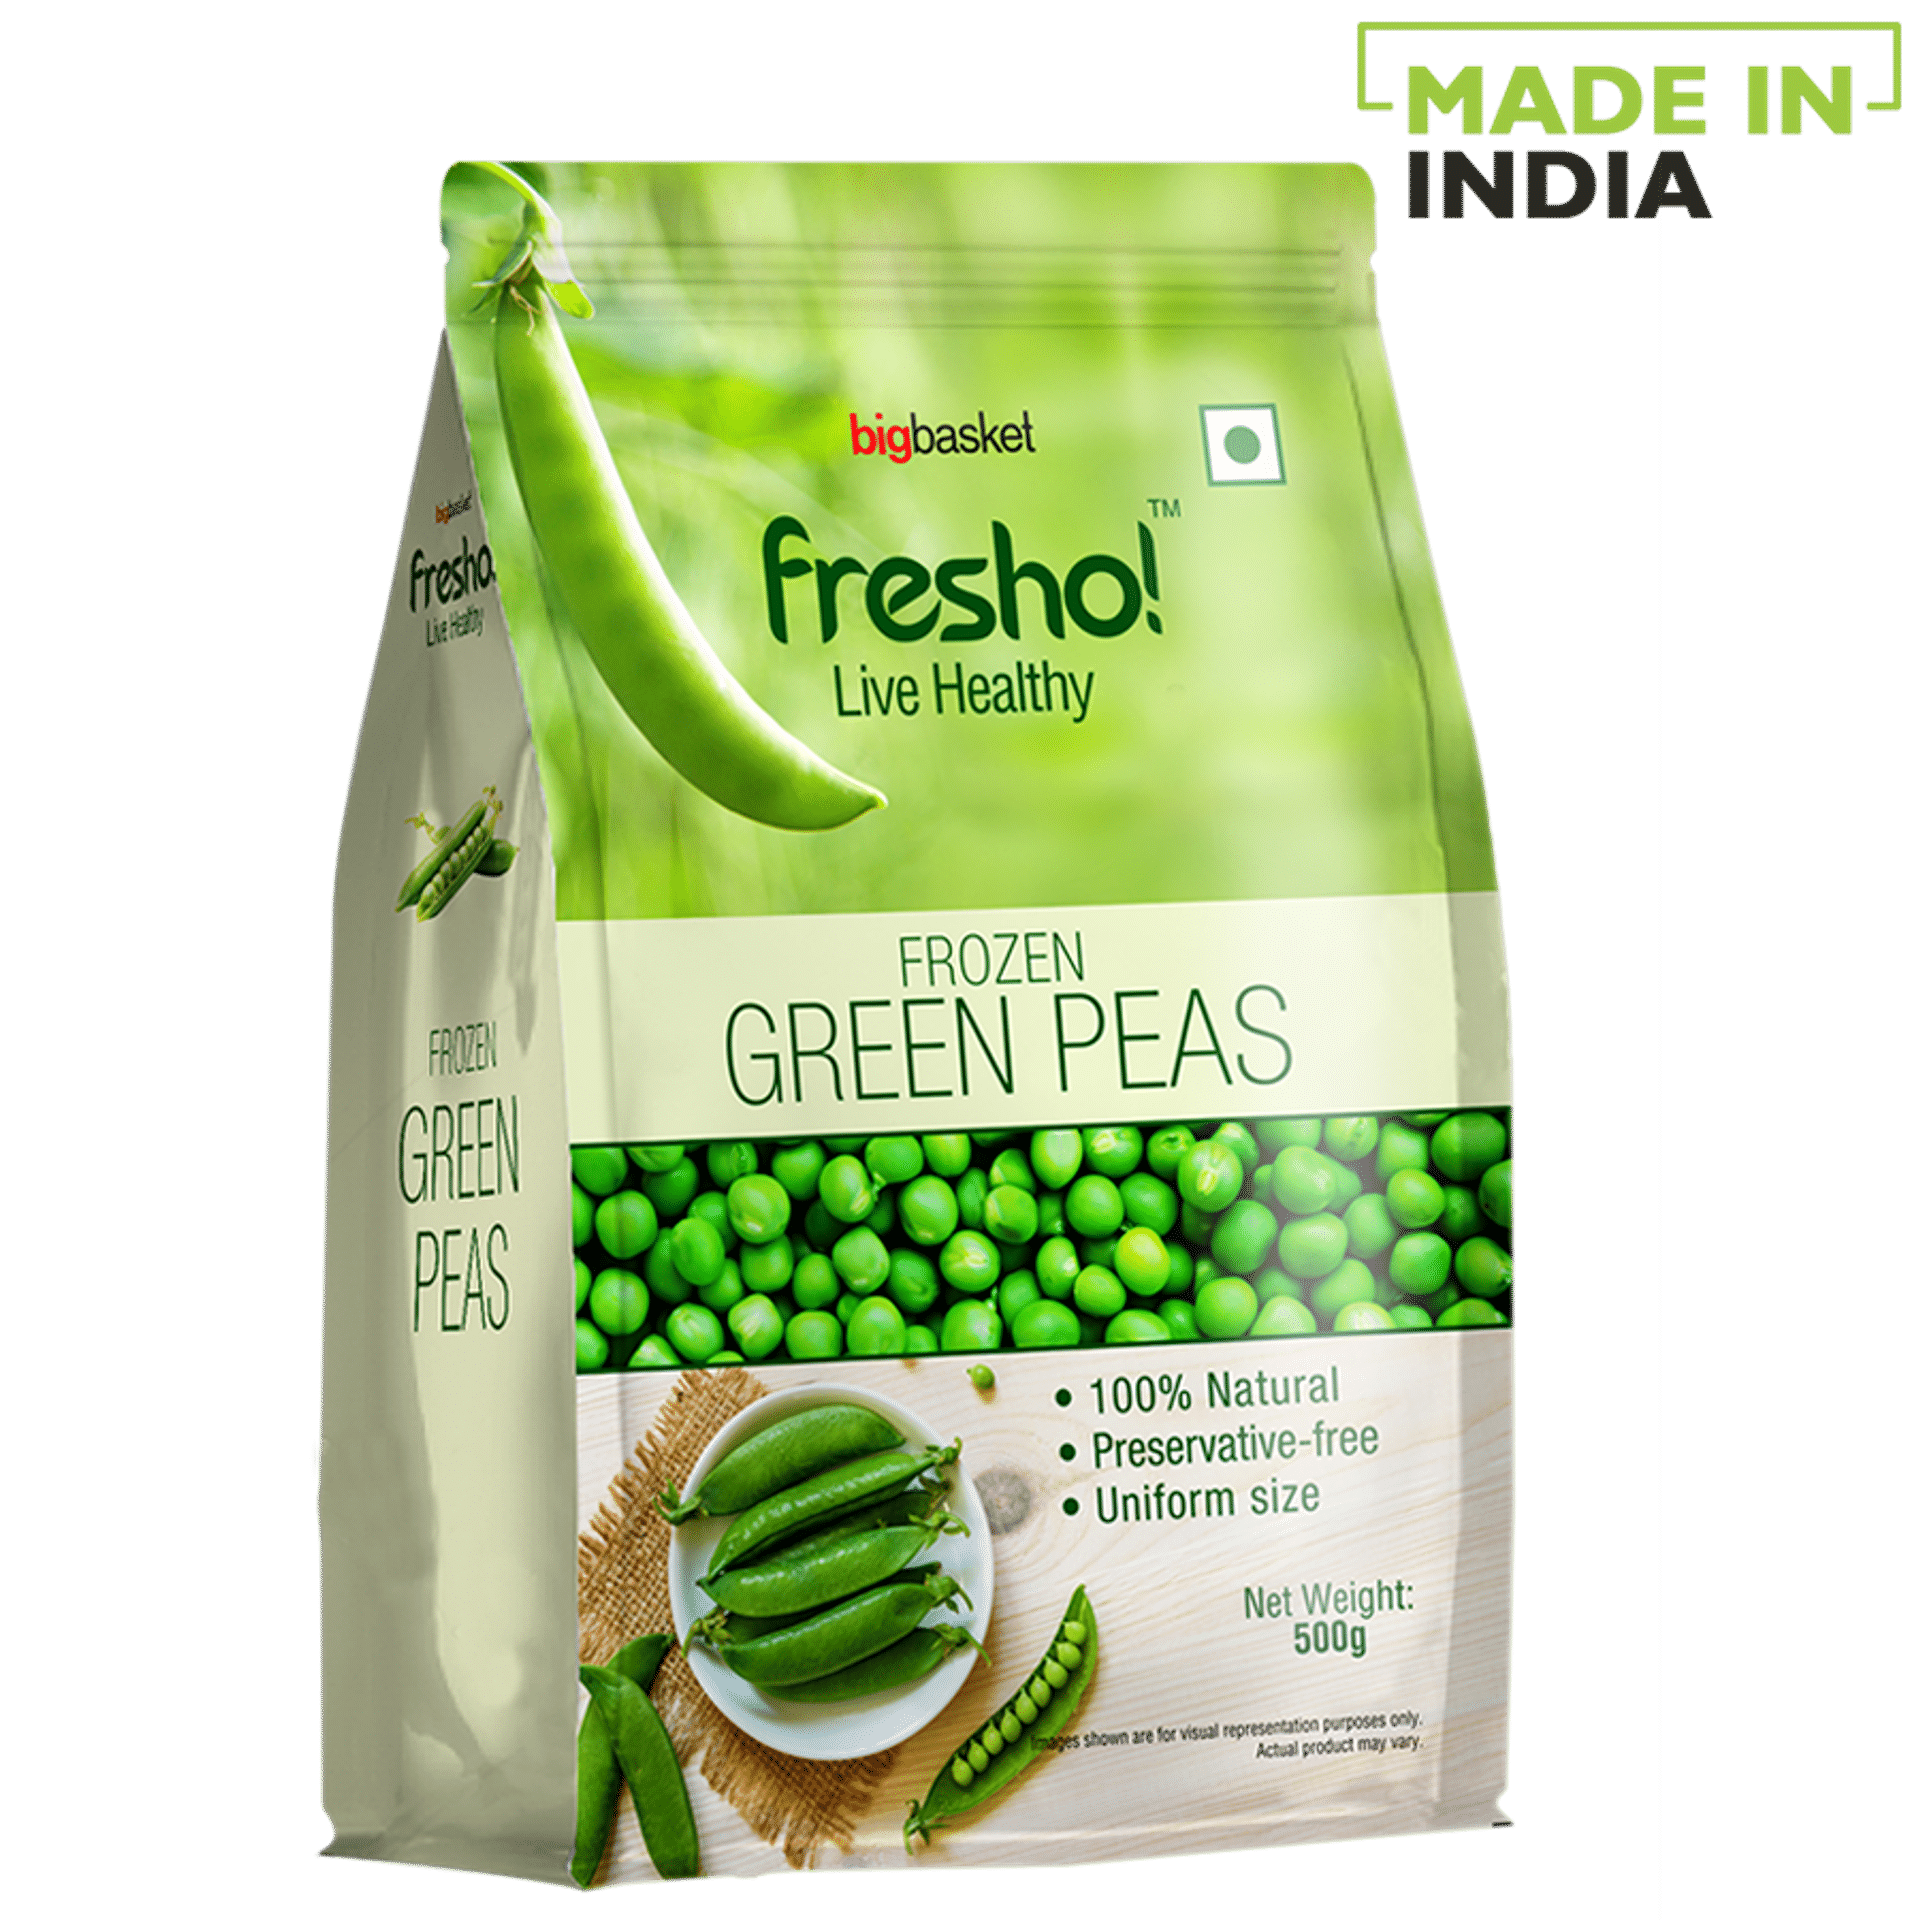 MADE IN
INDIA
bigbasket
fresho!™
Live Healthy
FROZEN
GREEN PEAS
• 100% Natural
• Preservative-free
• Uniform size
Net Weight:
500g
Images shown are for visual representation purposes only.
Actual product may vary.
bigbasket
fresho!
Live Healthy
FROZEN
GREEN
PEAS